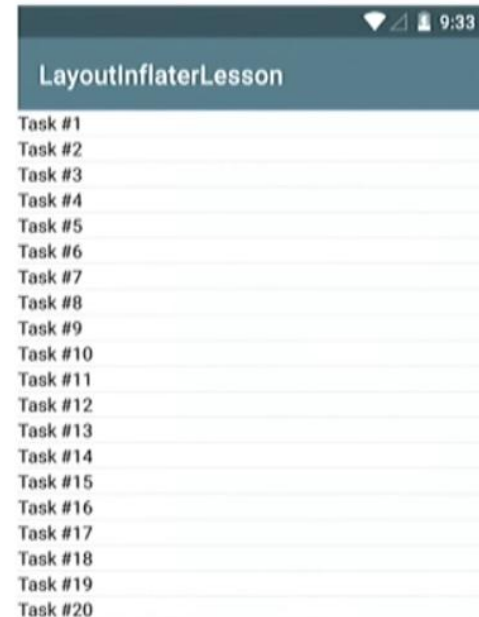 9:33
LayoutInflaterLesson
Task #1
Task #2
Task #3
Task #4
Task #5
Task #6
Task #7
Task #8
Task #9
Task #10
Task #11
Task #12
Task #13
Task #14
Task #15
Task #16
Task #17
Task #18
Task #19
Task #20